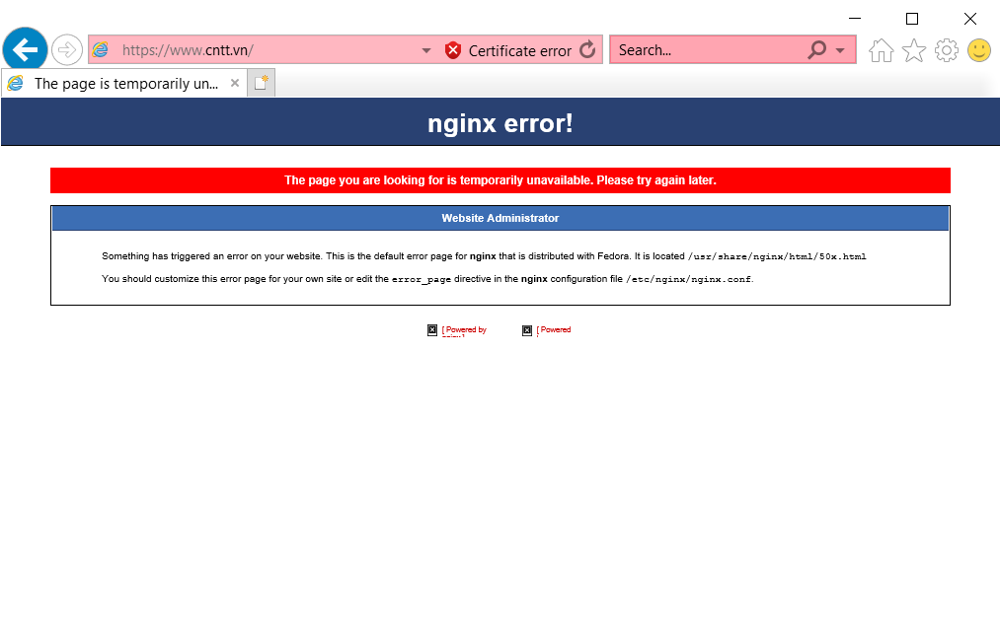 https://www.cntt.vn/
Certificate error
Search...
The page is temporarily un...
nginx error!
The page you are looking for is temporarily unavailable. Please try again later.
Website Administrator
Something has triggered an error on your website. This is the default error page for nginx that is distributed with Fedora. It is located /usr/share/nginx/html/50x.html
You should customize this error page for your own site or edit the error_page directive in the nginx configuration file /etc/nginx/nginx.conf.
[ Powered by
[ Powered